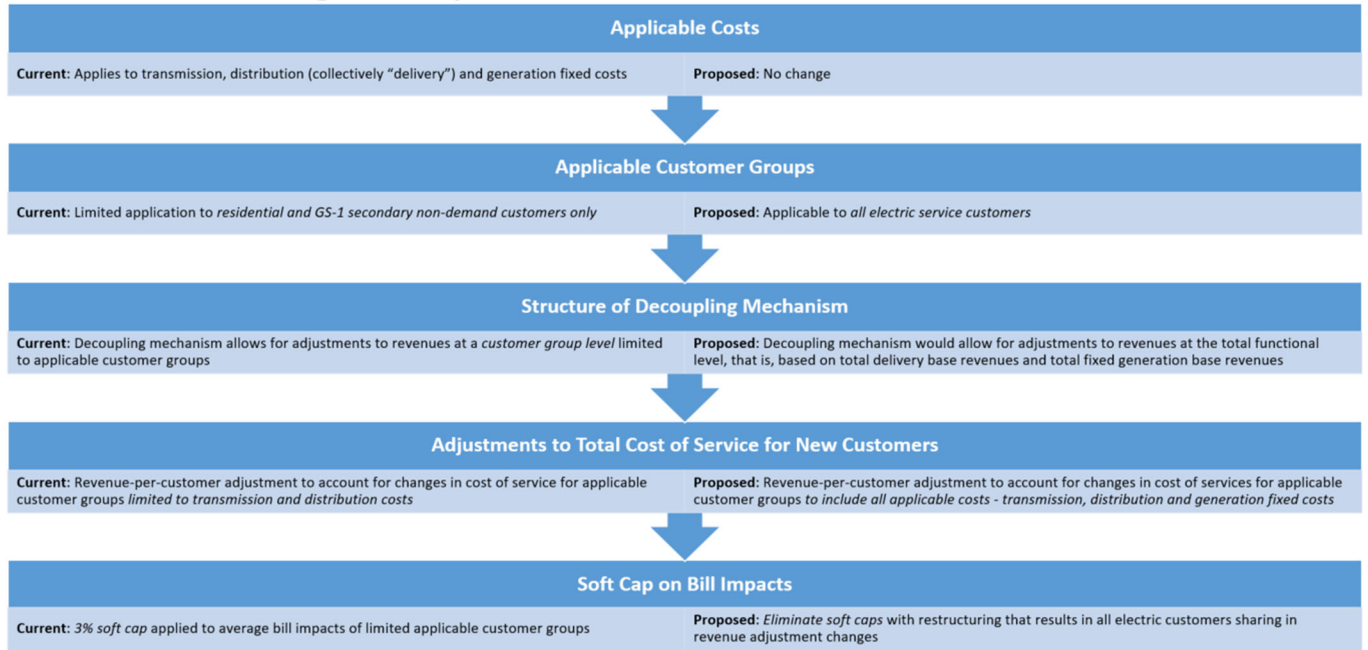 Applicable Costs
Current: Applies to transmission, distribution (collectively “delivery”) and generation fixed costs
Proposed: No change
Applicable Customer Groups
Current: Limited application to residential and GS-1 secondary non-demand customers only
Proposed: Applicable to all electric service customers
Structure of Decoupling Mechanism
Current: Decoupling mechanism allows for adjustments to revenues at a customer group level limited
to applicable customer groups
Proposed: Decoupling mechanism would allow for adjustments to revenues at the total functional
level, that is, based on total delivery base revenues and total fixed generation base revenues
Adjustments to Total Cost of Service for New Customers
Current: Revenue-per-customer adjustment to account for changes in cost of service for applicable
customer groups limited to transmission and distribution costs
Proposed: Revenue-per-customer adjustment to account for changes in cost of services for applicable
customer groups to include all applicable costs - transmission, distribution and generation fixed costs
Soft Cap on Bill Impacts
Current: 3% soft cap applied to average bill impacts of limited applicable customer groups
Proposed: Eliminate soft caps with restructuring that results in all electric customers sharing in
revenue adjustment changes